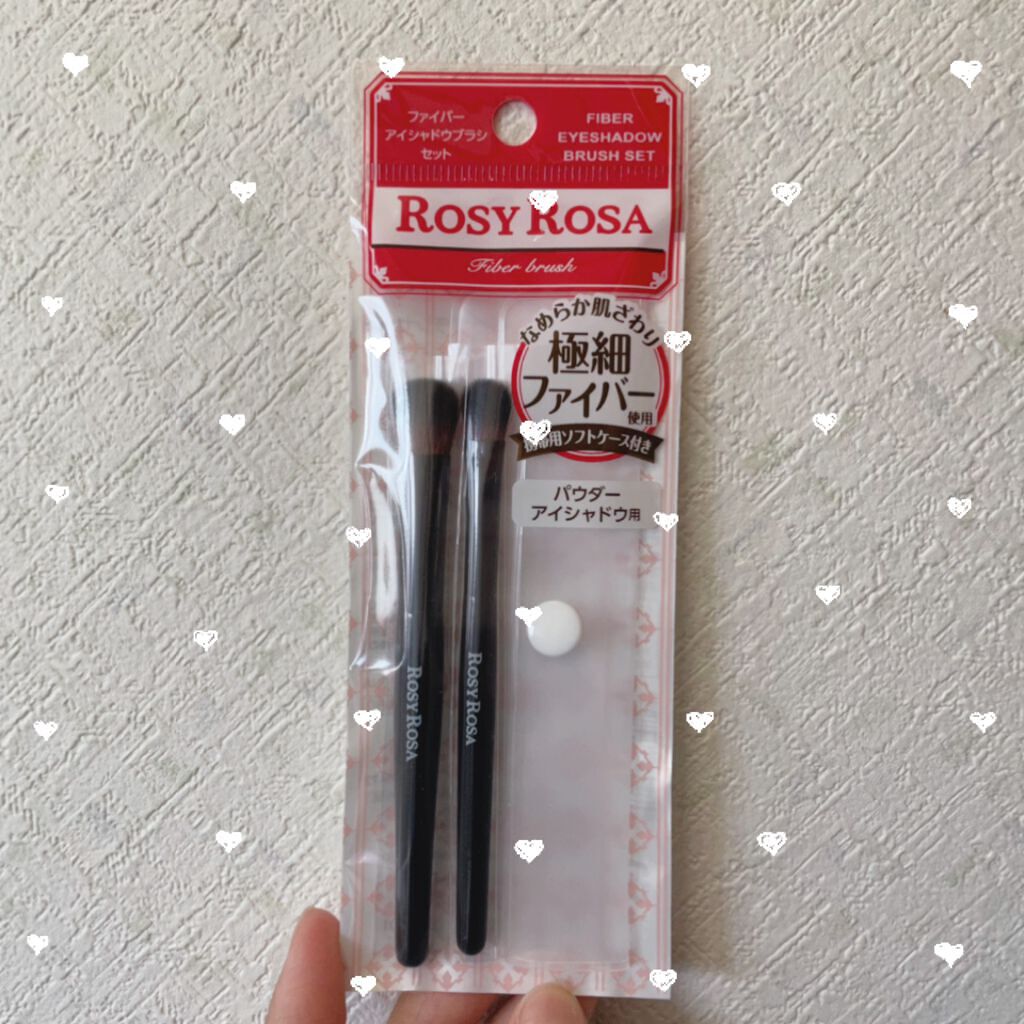 ファイバー
アイシャドウブラシ
セット
FIBER
EYESHADOW
BRUSH SET
ROSY ROSA
Fiber brush
なめらか肌ざわり
極細
ファイバー
使用
携帯用ソフトケース付き
パウダー
アイシャドウ用
ROSY ROSA
ROSY ROSA